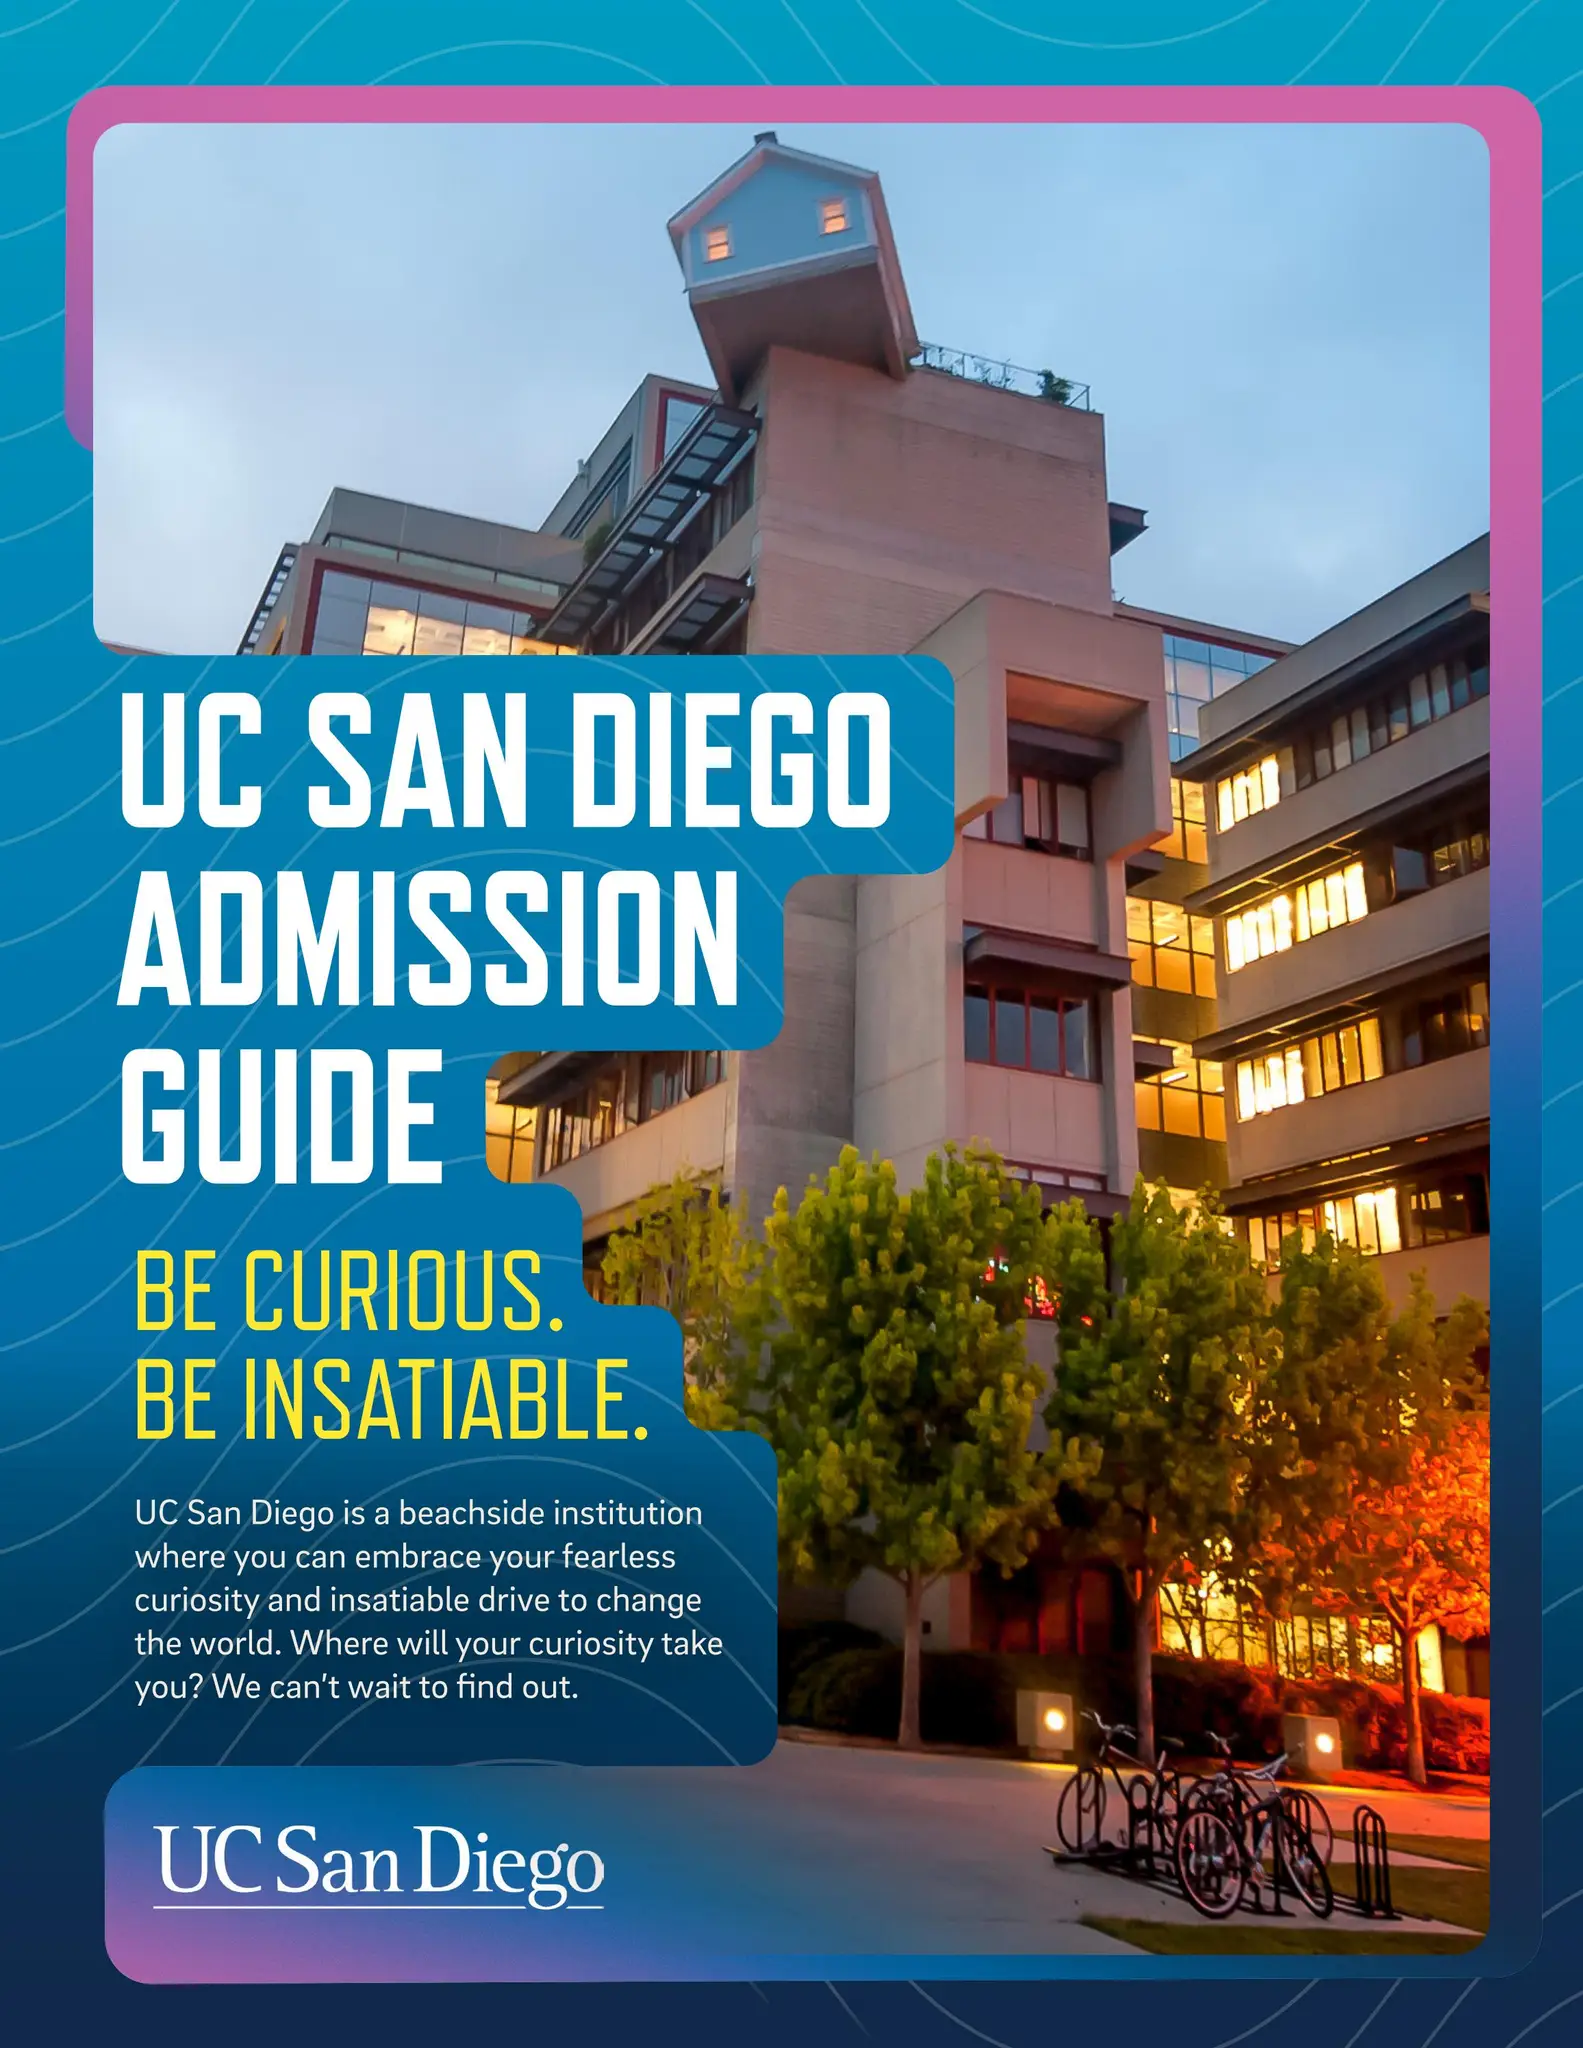 UC SAN DIEGO
ADMISSION
GUIDE
BE CURIOUS.
BE INSATIABLE.
UC San Diego is a beachside institution
where you can embrace your fearless
curiosity and insatiable drive to change
the world. Where will your curiosity take
you? We can't wait to find out.
UC San Diego